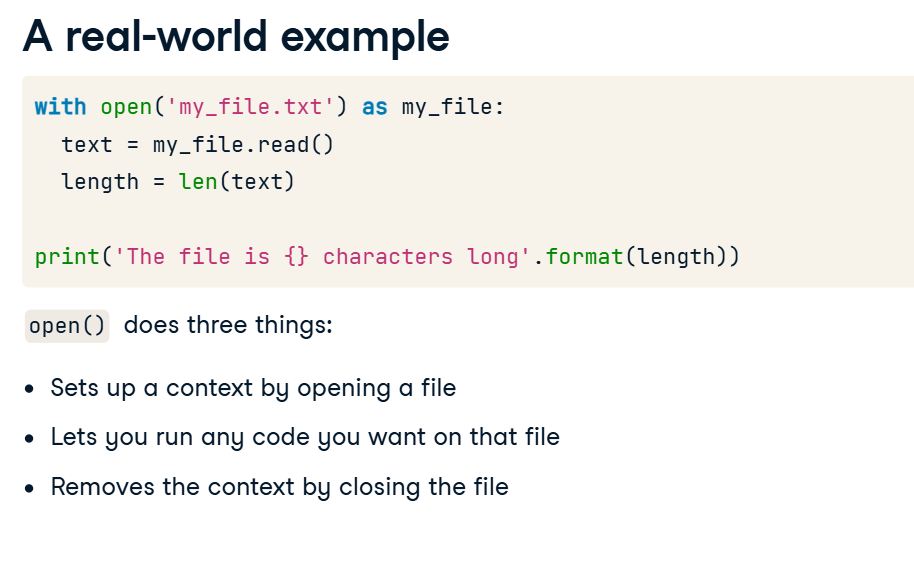 A real-world example
with open('my_file.txt') as my_file:
  text = my_file.read()
  length = len(text)
print('The file is {} characters long'.format(length))
open() does three things:
• Sets up a context by opening a file
• Lets you run any code you want on that file
• Removes the context by closing the file